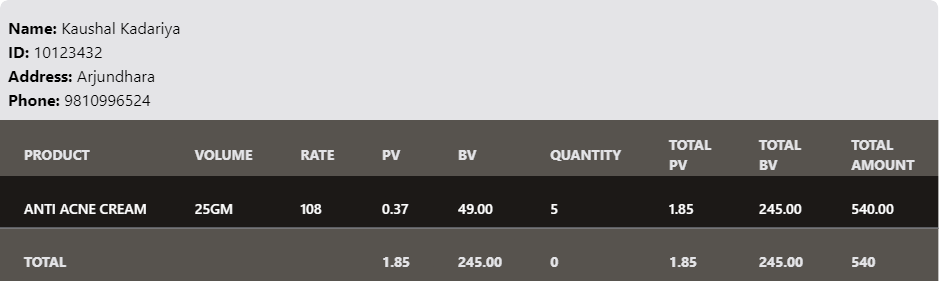 Name: Kaushal Kadariya
ID: 10123432
Address: Arjundhara
Phone: 9810996524
PRODUCT VOLUME RATE PV BV QUANTITY TOTAL PV TOTAL BV TOTAL AMOUNT
ANTI ACNE CREAM 25GM 108 0.37 49.00 5 1.85 245.00 540.00
TOTAL 1.85 245.00 0 1.85 245.00 540